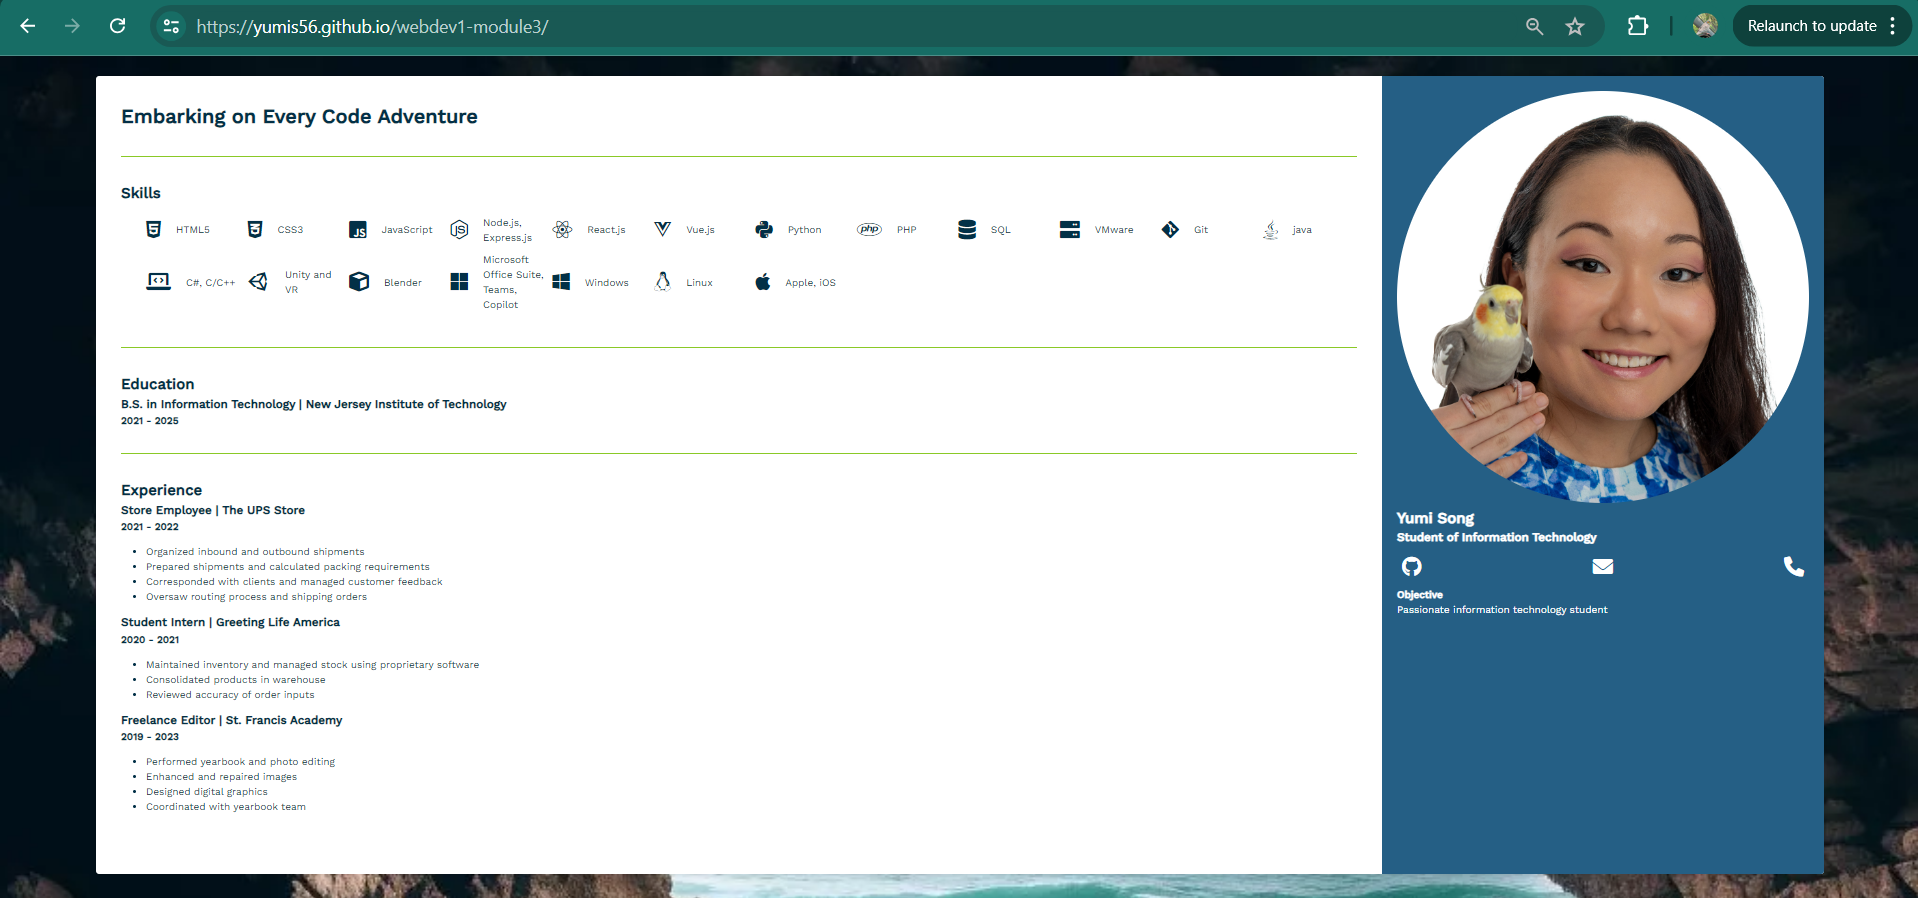 https://yumis56.github.io/webdev1-module3/
Relaunch to update
Embarking on Every Code Adventure
Skills
HTML5
CSS3
JS
JavaScript
JS
Node.js,
Express.js
React.js
Vue.js
Python
php
PHP
SQL
VMware
Git
java
C#, C/C++
Unity and
VR
Blender
Microsoft
Office Suite,
Teams,
Copilot
Windows
Linux
Apple, iOS
Education
B.S. in Information Technology | New Jersey Institute of Technology
2021 - 2025
Experience
Store Employee | The UPS Store
2021 - 2022
• Organized inbound and outbound shipments
• Prepared shipments and calculated packing requirements
• Corresponded with clients and managed customer feedback
• Oversaw routing process and shipping orders
Student Intern | Greeting Life America
2020 - 2021
• Maintained inventory and managed stock using proprietary software
• Consolidated products in warehouse
• Reviewed accuracy of order inputs
Freelance Editor | St. Francis Academy
2019 - 2023
• Performed yearbook and photo editing
• Enhanced and repaired images
• Designed digital graphics
• Coordinated with yearbook team
Yumi Song
Student of Information Technology
Objective
Passionate information technology student